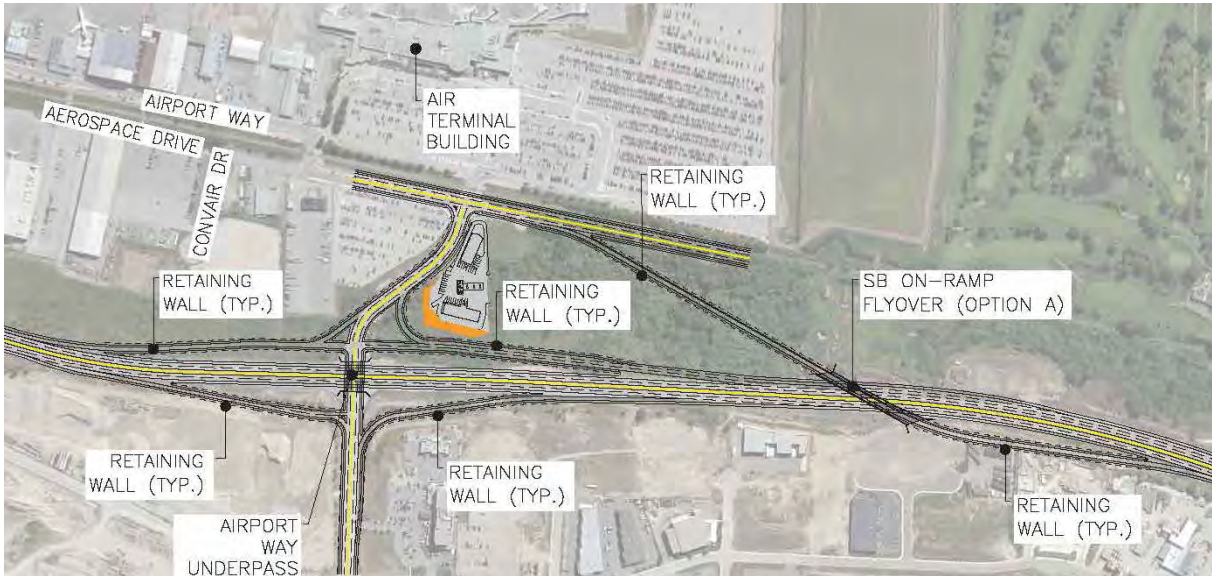 AIRPORT WAY
AEROSPACE DRIVE
CONVAIR DR
AIR
TERMINAL
BUILDING
RETAINING
WALL (TYP.)
RETAINING
WALL (TYP.)
RETAINING
WALL (TYP.)
SB ON-RAMP
FLYOVER (OPTION A)
RETAINING
WALL (TYP.)
RETAINING
WALL (TYP.)
RETAINING
WALL (TYP.)
AIRPORT
WAY
UNDERPASS